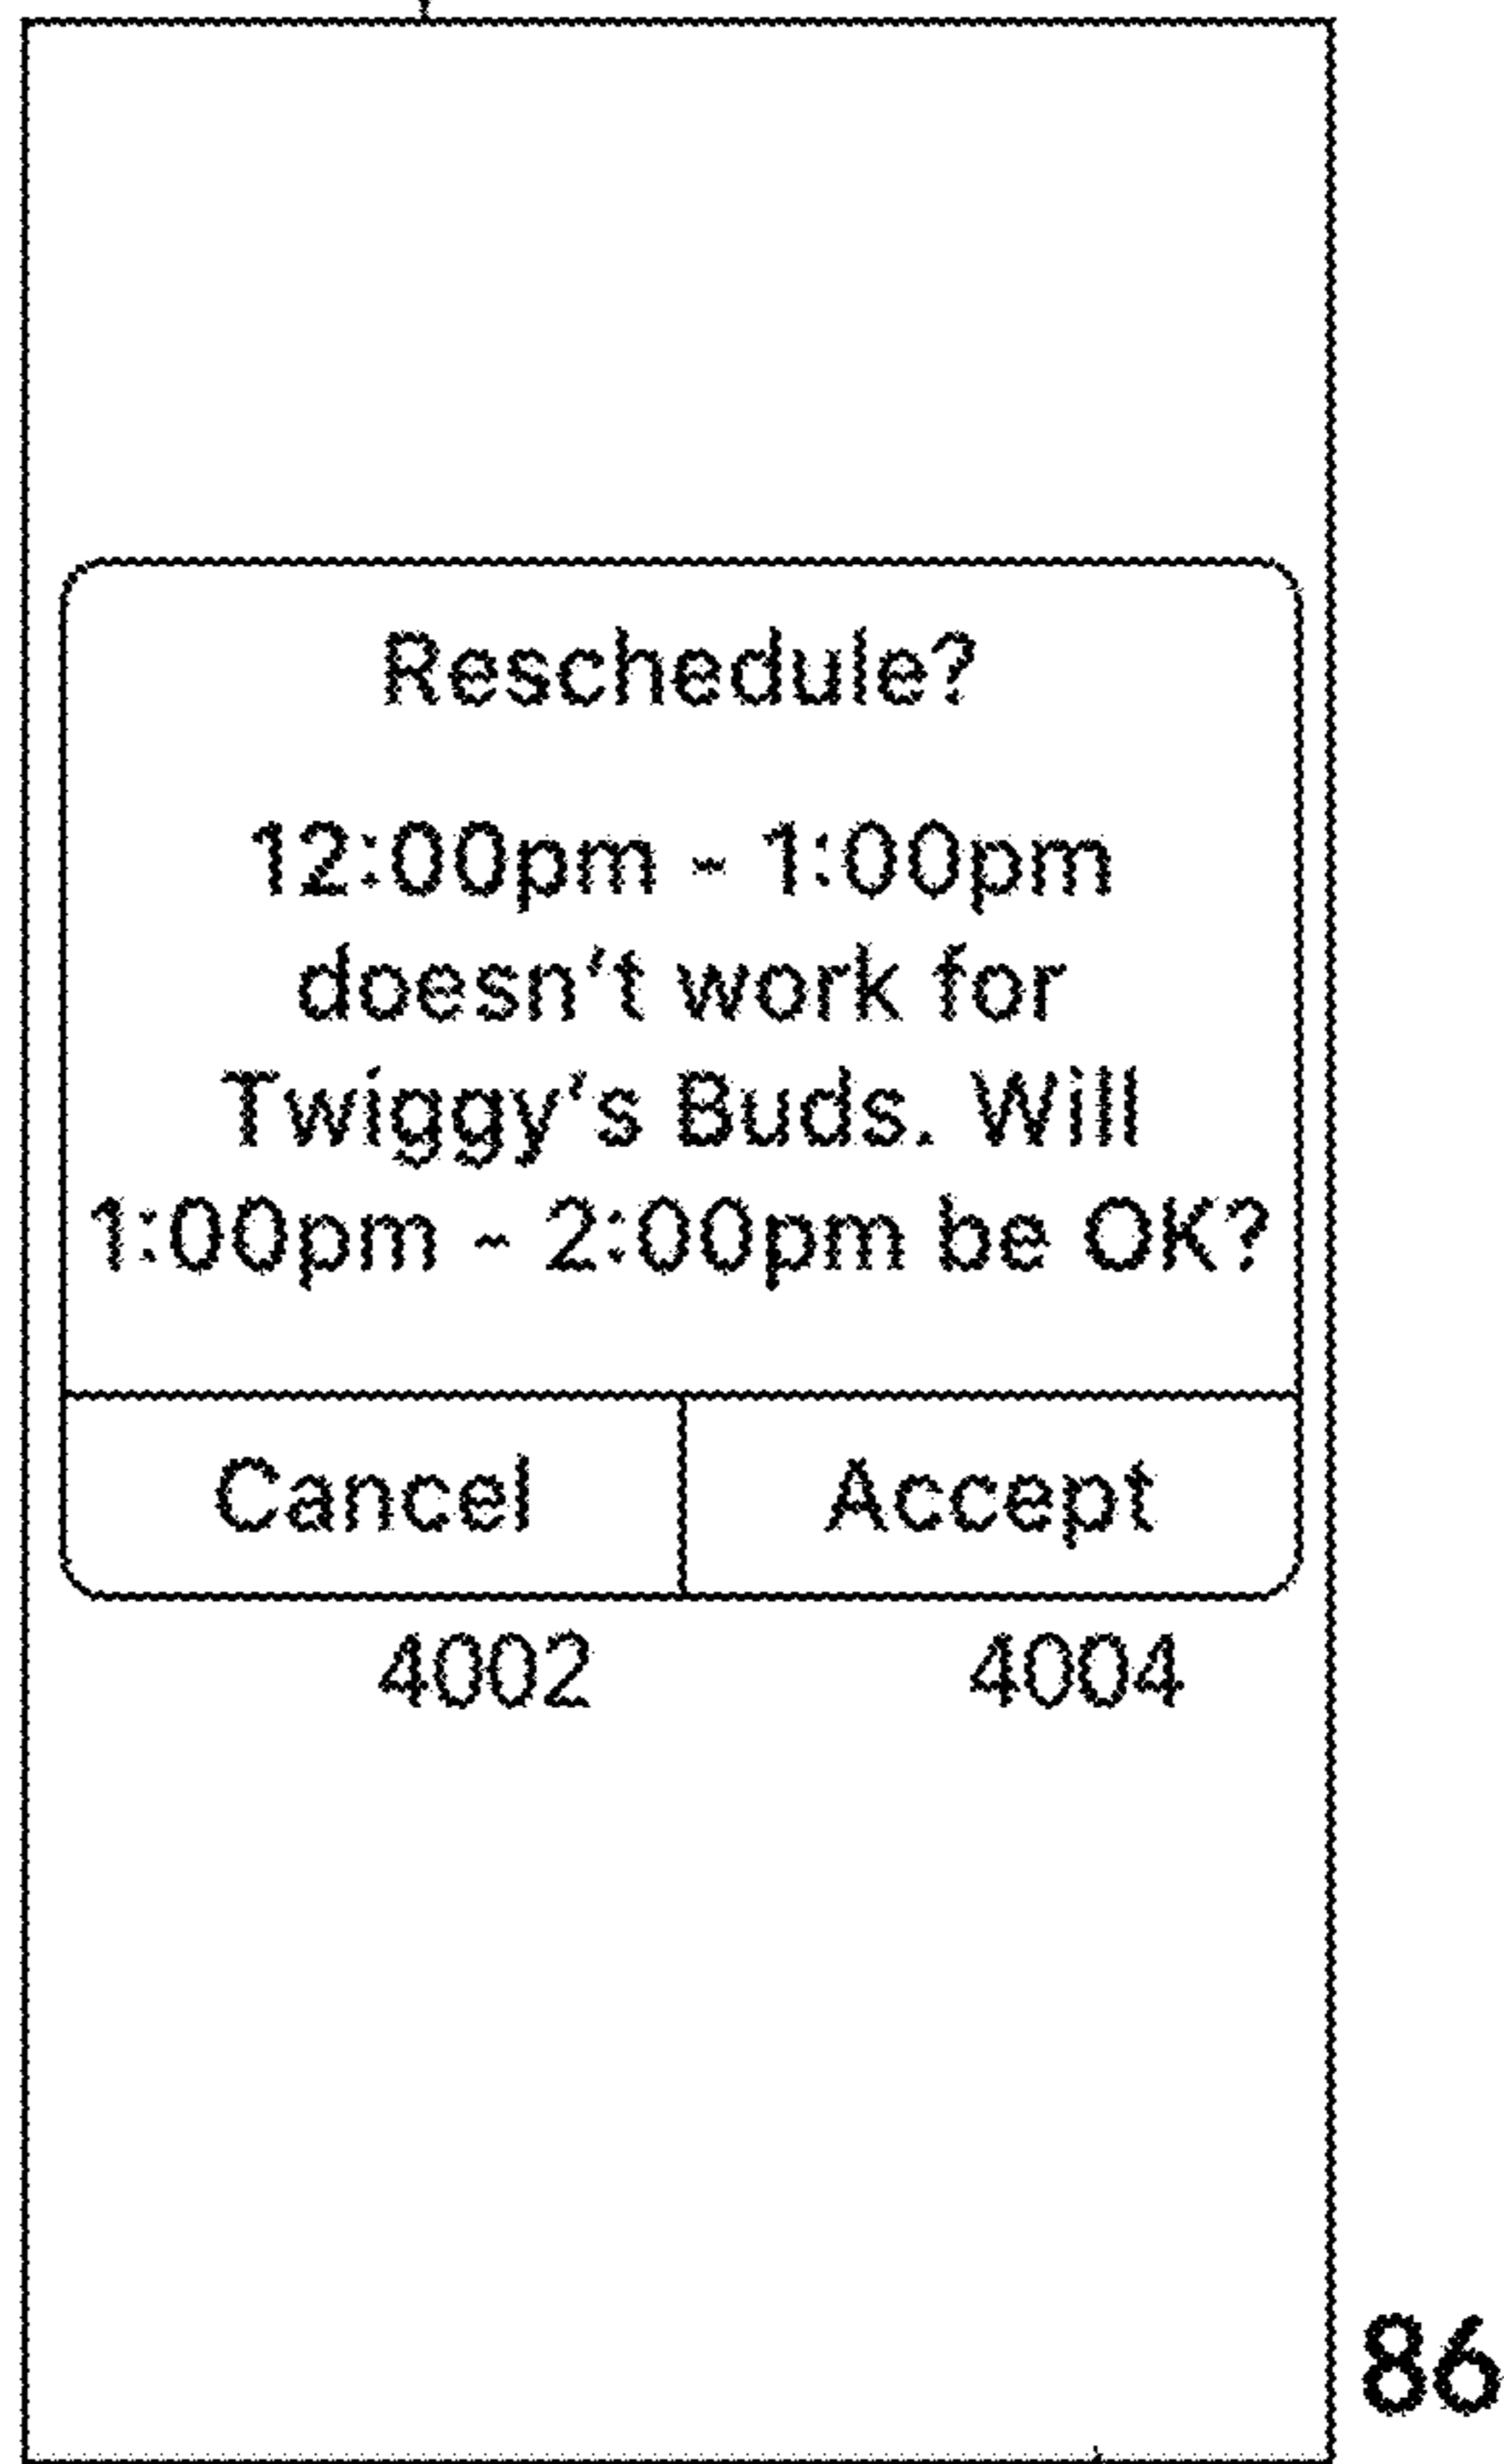 Reschedule?
12:00pm - 1:00pm
doesn't work for
Twiggy's Buds. Will
1:00pm - 2:00pm be OK?
Cancel Accept
4002 4004
86